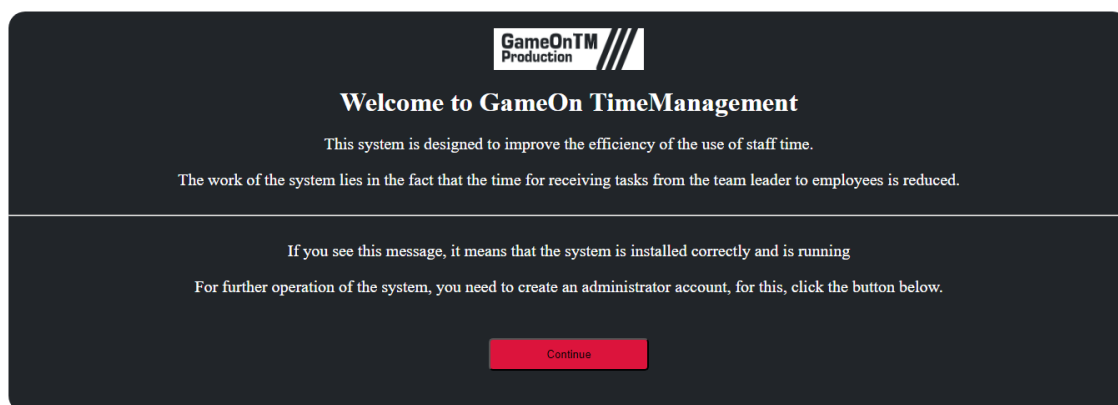 GameOnTM
Production
Welcome to GameOn TimeManagement
This system is designed to improve the efficiency of the use of staff time.
The work of the system lies in the fact that the time for receiving tasks from the team leader to employees is reduced.
If you see this message, it means that the system is installed correctly and is running
For further operation of the system, you need to create an administrator account, for this, click the button below.
Continue